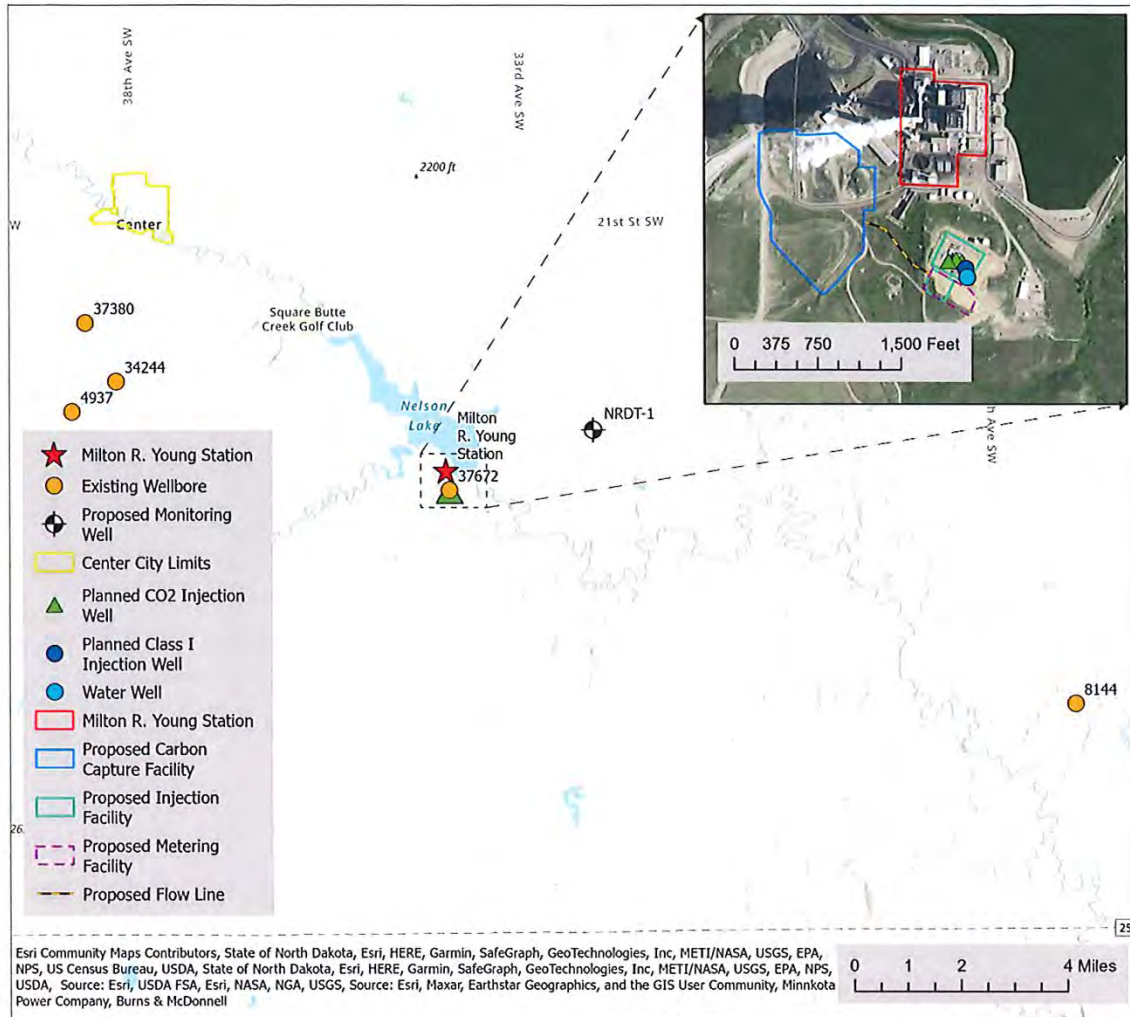 38th Ave SW
33rd Ave SW
2200 ft
21st St SW
W
Center
Square Butte
Creek Golf Club
37380
34244
4937
Nelson
Lake
Milton
R. Young
Station
37672
NRDT-1
h Ave SW
8144
0 375 750 1,500 Feet
Milton R. Young Station
Existing Wellbore
Proposed Monitoring
Well
Center City Limits
Planned CO2 Injection
Well
Planned Class I
Injection Well
Water Well
Milton R. Young Station
Proposed Carbon
Capture Facility
Proposed Injection
Facility
Proposed Metering
Facility
Proposed Flow Line
26
25
Esri Community Maps Contributors, State of North Dakota, Esri, HERE, Garmin, SafeGraph, GeoTechnologies, Inc, METI/NASA, USGS, EPA,
NPS, US Census Bureau, USDA, State of North Dakota, Esri, HERE, Garmin, SafeGraph, GeoTechnologies, Inc, METI/NASA, USGS, EPA, NPS,
USDA, Source: Esri, USDA FSA, Esri, NASA, NGA, USGS, Source: Esri, Maxar, Earthstar Geographics, and the GIS User Community, Minnkota
Power Company, Burns & McDonnell
0 1 2 4 Miles